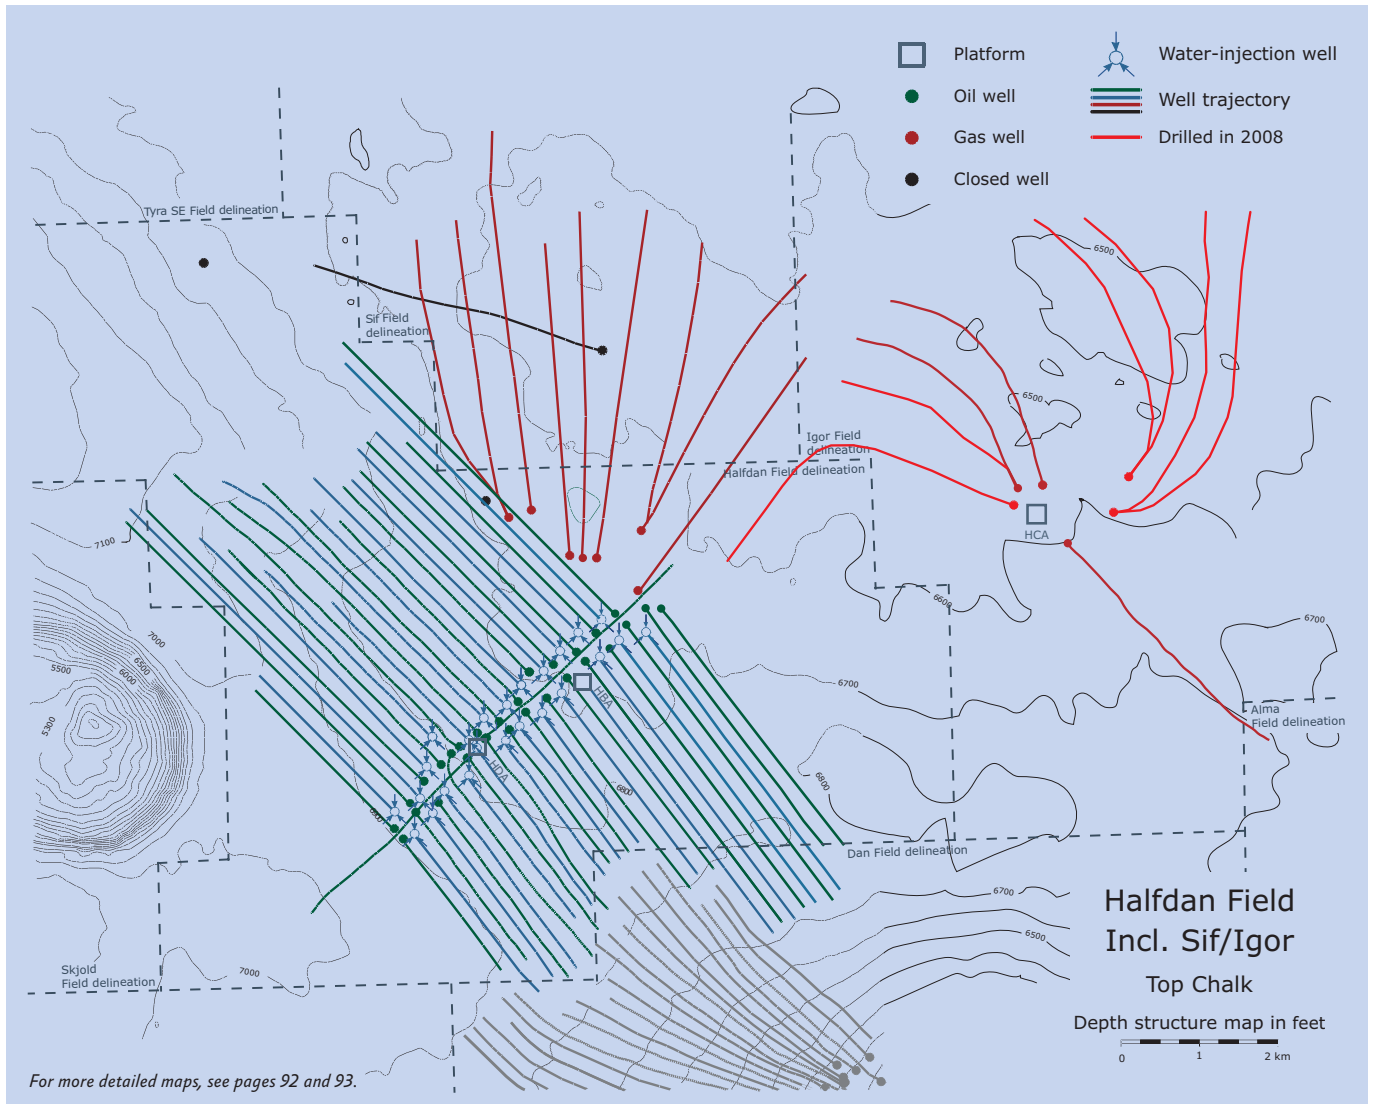 Platform
Water-injection well
Oil well
Well trajectory
Gas well
Drilled in 2008
Closed well
Tyra SE Field delineation
6500
Sif Field
delineation
6500
Igor Field
delineation
Halfdan Field delineation
HCA
7100
6600
7000
6700
6500
6000
5500
5300
6700
HBA
Alma
Field delineation
HDA
6800
6800
Dan Field delineation
6700
6500
Halfdan Field
Incl. Sif/Igor
Skjold
Field delineation
7000
Top Chalk
Depth structure map in feet
0 1 2 km
For more detailed maps, see pages 92 and 93.